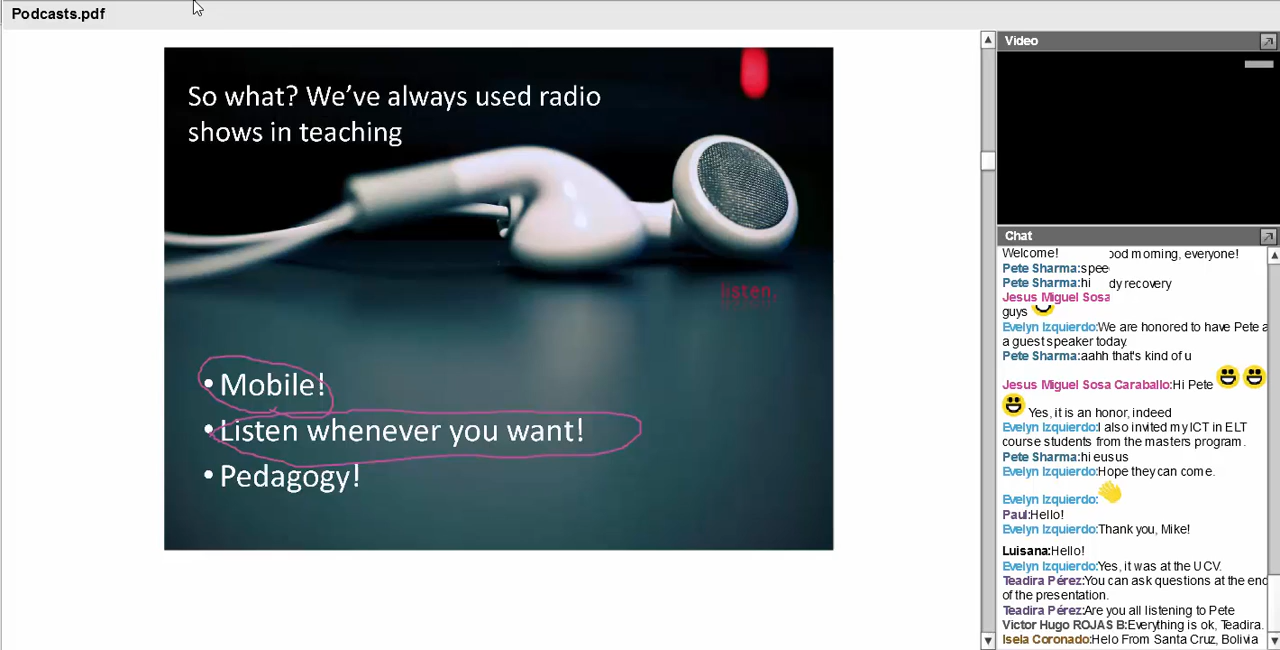 Podcasts.pdf
So what? We've always used radio
shows in teaching
listen.
• Mobile!
• Listen whenever you want!
• Pedagogy!
Video
Chat
Welcome! ood morning, everyone!
Pete Sharma:spee
Pete Sharma:hi dy recovery
Jesus Miguel Sosa
guys
Evelyn Izquierdo:We are honored to have Pete a
a guest speaker today.
Pete Sharma:aahh that's kind of u
Jesus Miguel Sosa Caraballo:Hi Pete
Yes, it is an honor, indeed
Evelyn Izquierdo:I also invited my ICT in ELT
course students from the masters program.
Pete Sharma:hi eusus
Evelyn Izquierdo:Hope they can come.
Evelyn Izquierdo:
Paul:Hello!
Evelyn Izquierdo:Thank you, Mike!
Luisana:Hello!
Evelyn Izquierdo:Yes, it was at the UCV.
Teadira Pérez:You can ask questions at the end
of the presentation.
Teadira Pérez:Are you all listening to Pete
Victor Hugo ROJAS B:Everything is ok, Teadira.
Isela Coronado:Helo From Santa Cruz, Bolivia